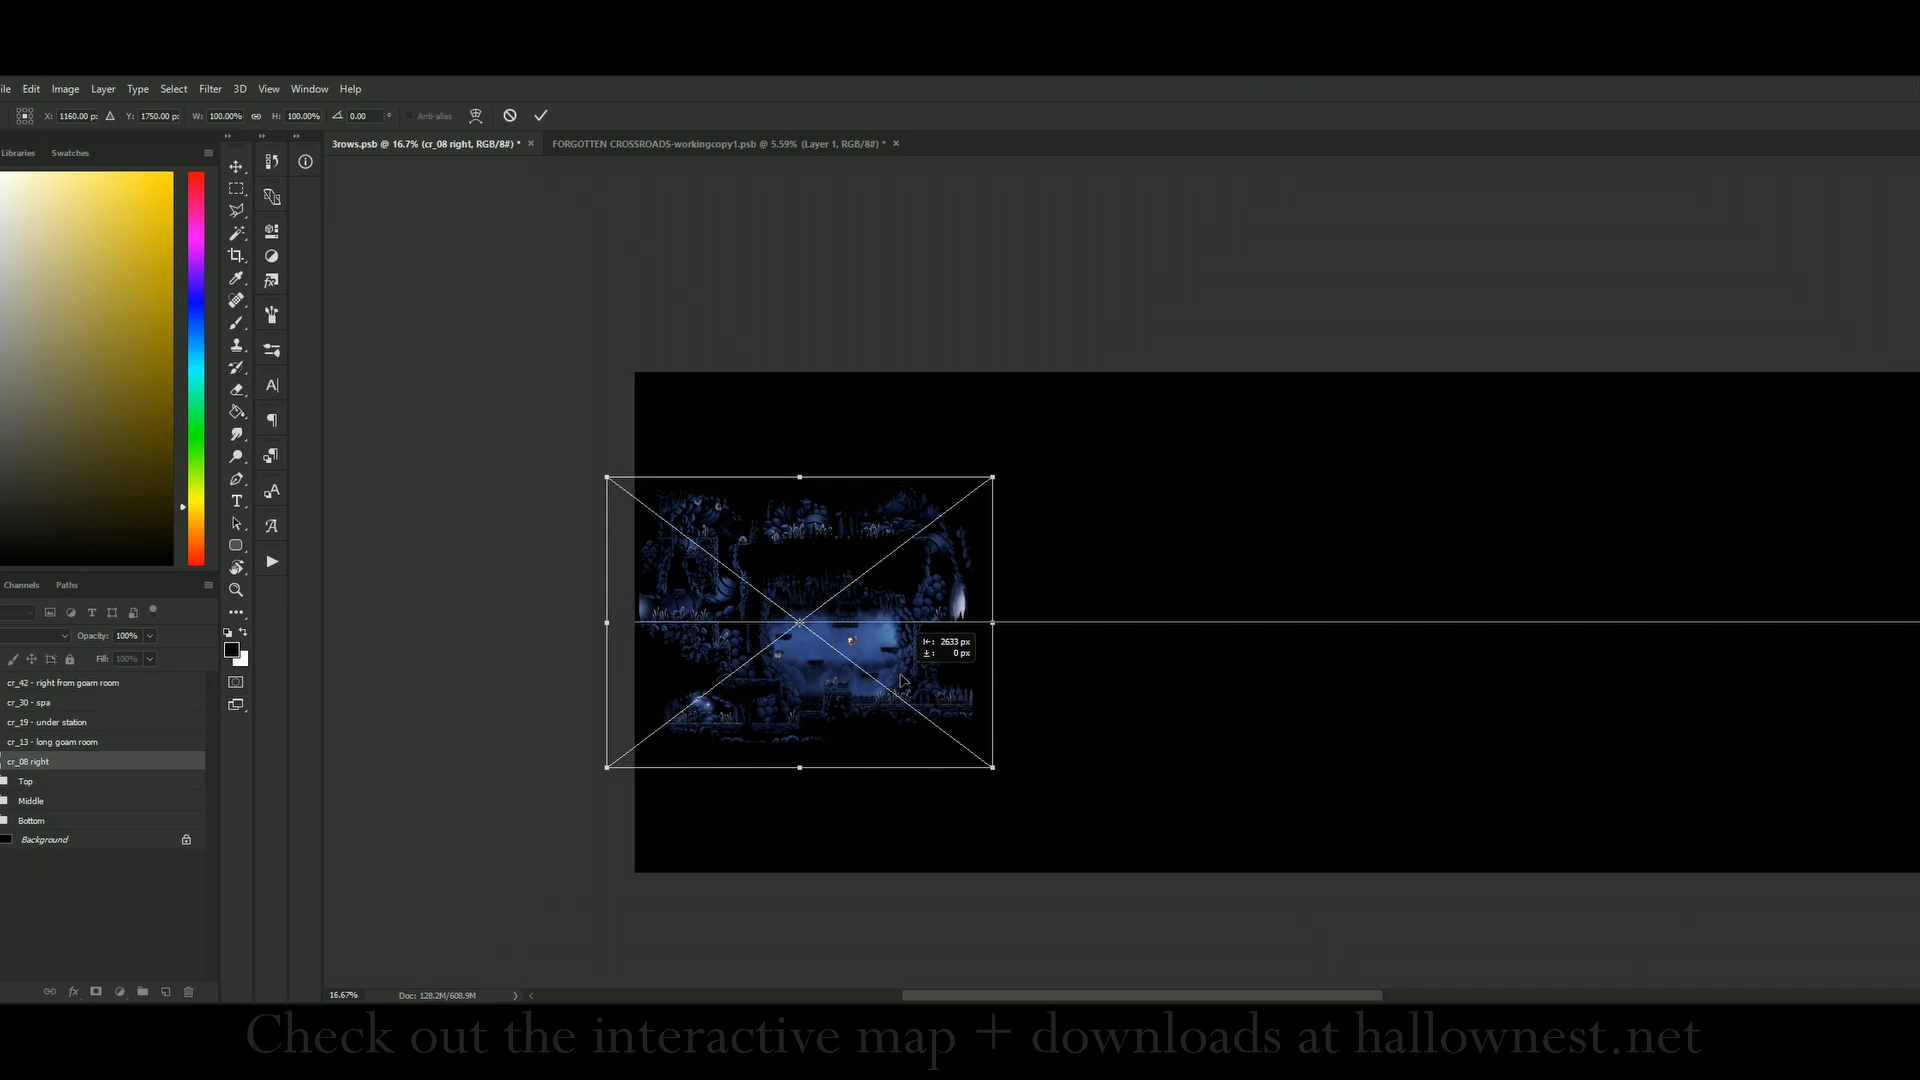 ile Edit Image Layer Type Select Filter 3D View Window Help
X: 1160.00 p: Y: 1750.00 p: W: 100.00% H: 100.00% 0.00 ° Anti-alias
Libraries Swatches
3rows.psb @ 16.7% (cr_08 right, RGB/8#) * ×
FORGOTTEN CROSSROADS-workingcopy1.psb @ 5.59% (Layer 1, RGB/8#) * ×
2633 px
0 px
Channels Paths
Opacity: 100%
Fill: 100%
cr_42 - right from goam room
cr_30 - spa
cr_19 - under station
cr_13 - long goam room
cr_08 right
Top
Middle
Bottom
Background
16.67% Doc: 128.2M/608.9M
Check out the interactive map + downloads at hallownest.net